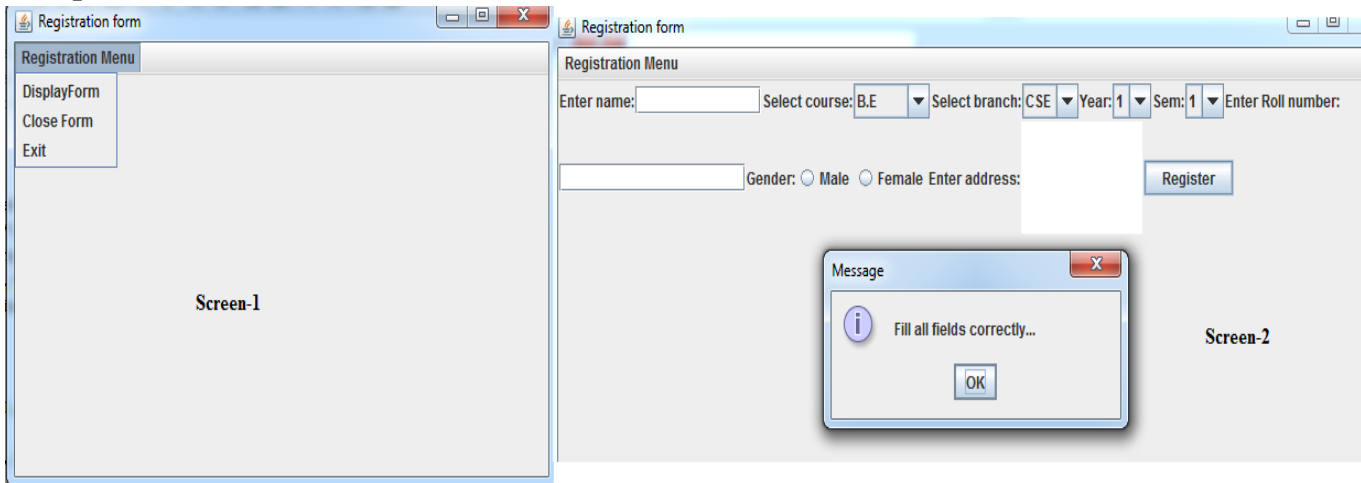 Registration form
Registration Menu
DisplayForm
Close Form
Exit
Screen-1
Registration form
Registration Menu
Enter name: Select course: B.E Select branch: CSE Year: 1 Sem: 1 Enter Roll number:
Gender: Male Female Enter address: Register
Message
Fill all fields correctly...
OK
Screen-2